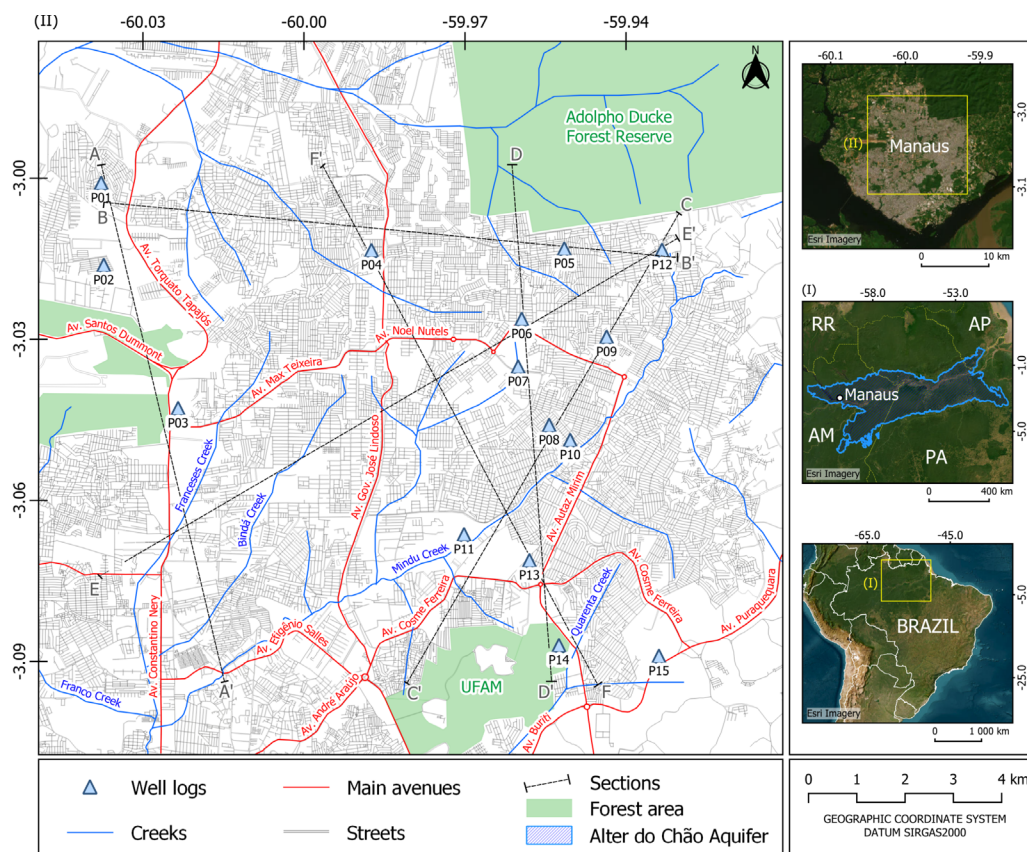 (II)
-60.03
-60.00
-59.97
-59.94
-3.00
-3.03
-3.06
-3.09
N
Adolpho Ducke
Forest Reserve
A
F'
D
C
P01
B
E'
B'
P04
P05
P12
P02
Av. Torquato Tapajós
Av. Santos Dummont
Av. Noel Nutels
P06
P09
Av. Max Teixeira
P07
P03
P08
P10
Franceses Creek
Av. Gov. José Lindoso
Bindá Creek
Av. Autaz Mirim
P11
Mindu Creek
P13
E
Av. Cosme Ferreira
Quarenta Creek
Av. Cosme Ferreira
Av. Puraquequara
Av. Constantino Nery
Av. Efigênio Salles
P14
P15
A'
C'
UFAM
D'
F
Franco Creek
Av. André Araújo
Av. Buriti
-60.1
-60.0
-59.9
-3.0
-3.1
(II)
Manaus
Esri Imagery
0 10 km
(I)
-58.0
-53.0
-1.0
-5.0
RR
AP
Manaus
AM
PA
Esri Imagery
0 400 km
-65.0
-45.0
-5.0
-25.0
(I)
BRAZIL
Esri Imagery
0 1 000 km
Well logs
Main avenues
Sections
Forest area
Creeks
Streets
Alter do Chão Aquifer
0 1 2 3 4 km
GEOGRAPHIC COORDINATE SYSTEM
DATUM SIRGAS2000